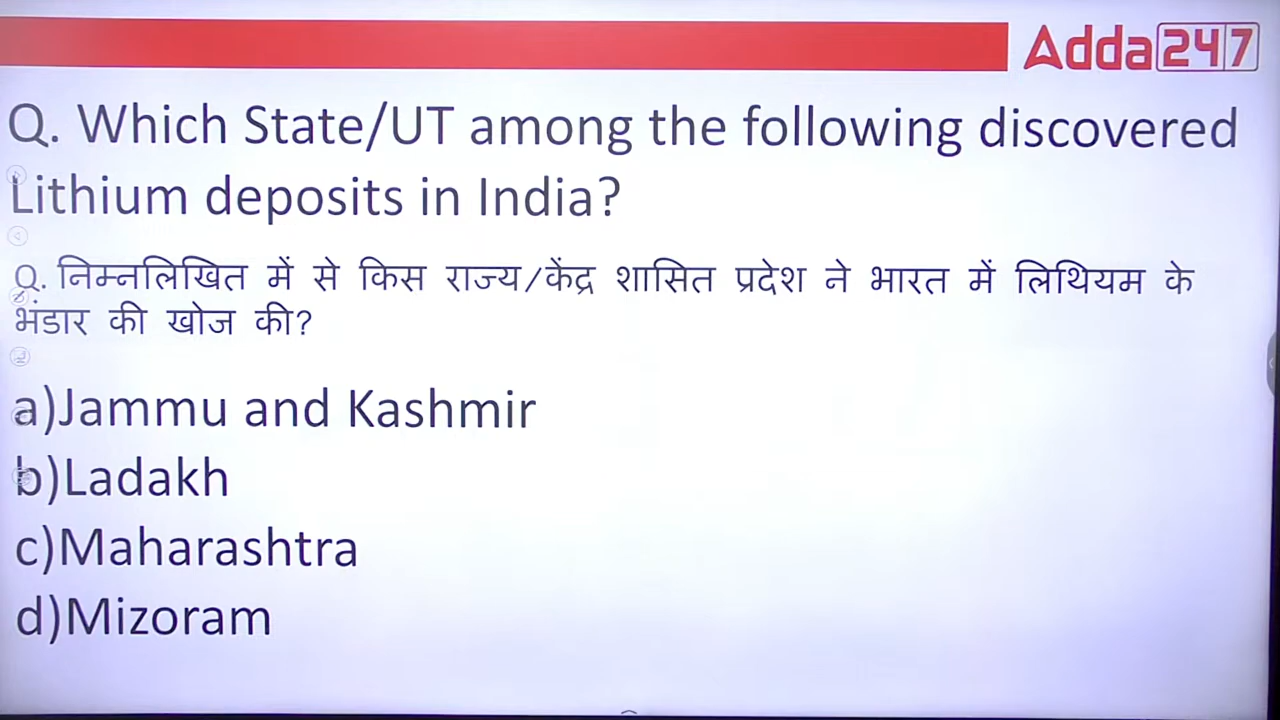 Adda247
Q. Which State/UT among the following discovered
Lithium deposits in India?
Q. निम्नलिखित में से किस राज्य/केंद्र शासित प्रदेश ने भारत में लिथियम के
भंडार की खोज की?
a)Jammu and Kashmir
b)Ladakh
c)Maharashtra
d)Mizoram